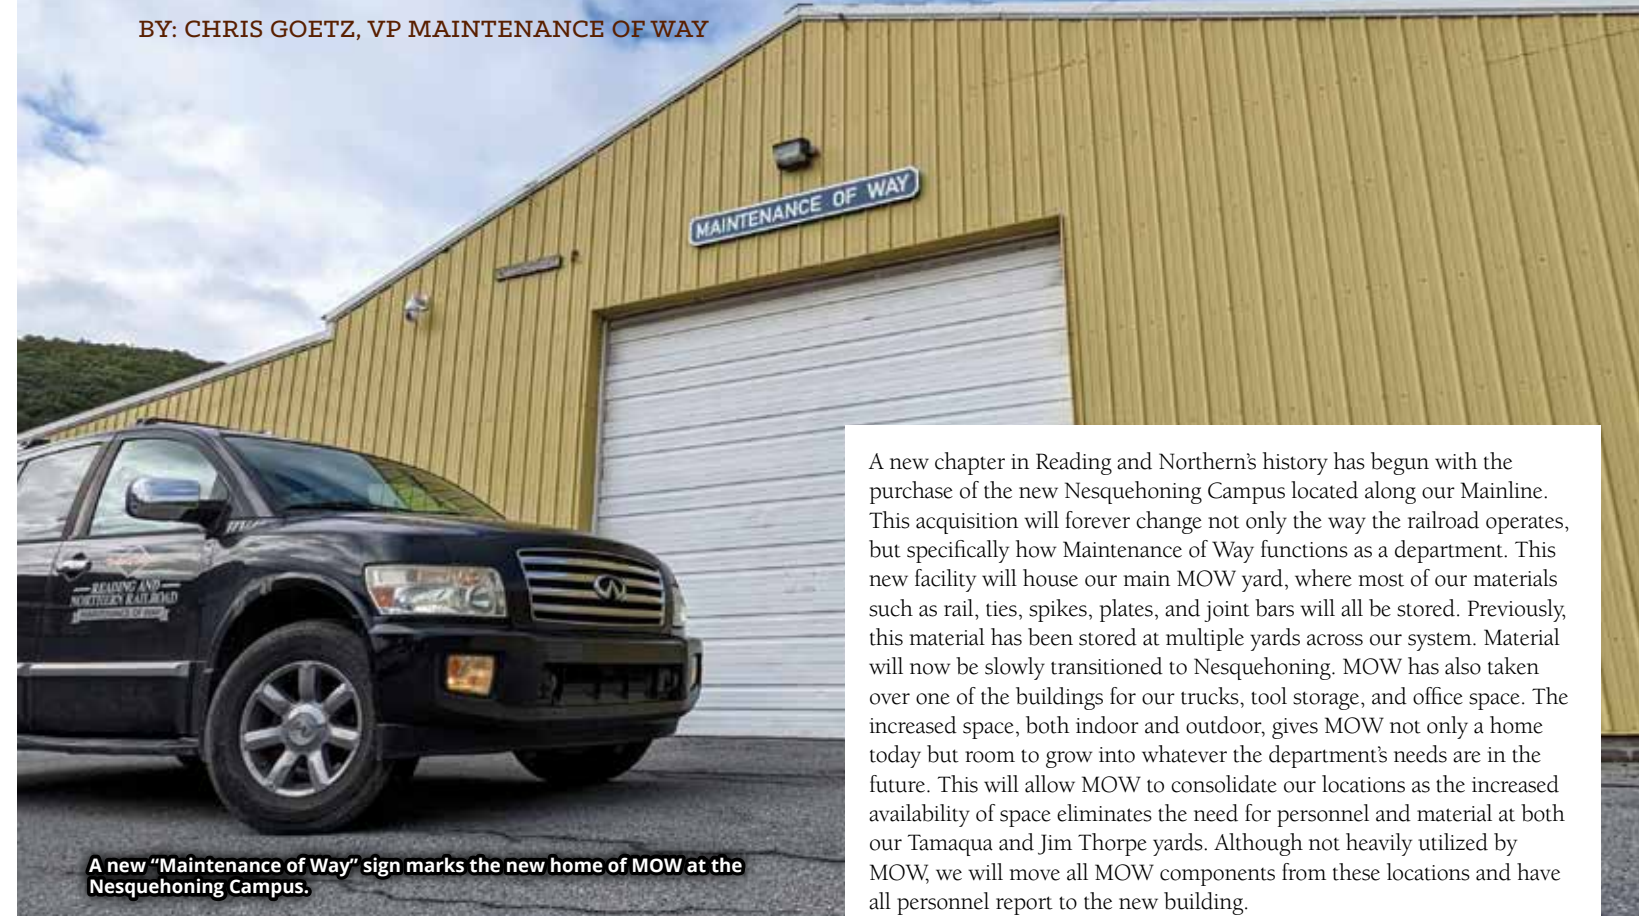 BY: CHRIS GOETZ, VP MAINTENANCE OF WAY
MAINTENANCE OF WAY
READING AND
NORTHERN RAILROAD
MAINTENANCE OF WAY
A new “Maintenance of Way” sign marks the new home of MOW at the
Nesquehoning Campus.
A new chapter in Reading and Northern’s history has begun with the
purchase of the new Nesquehoning Campus located along our Mainline.
This acquisition will forever change not only the way the railroad operates,
but specifically how Maintenance of Way functions as a department. This
new facility will house our main MOW yard, where most of our materials
such as rail, ties, spikes, plates, and joint bars will all be stored. Previously,
this material has been stored at multiple yards across our system. Material
will now be slowly transitioned to Nesquehoning. MOW has also taken
over one of the buildings for our trucks, tool storage, and office space. The
increased space, both indoor and outdoor, gives MOW not only a home
today but room to grow into whatever the department’s needs are in the
future. This will allow MOW to consolidate our locations as the increased
availability of space eliminates the need for personnel and material at both
our Tamaqua and Jim Thorpe yards. Although not heavily utilized by
MOW, we will move all MOW components from these locations and have
all personnel report to the new building.